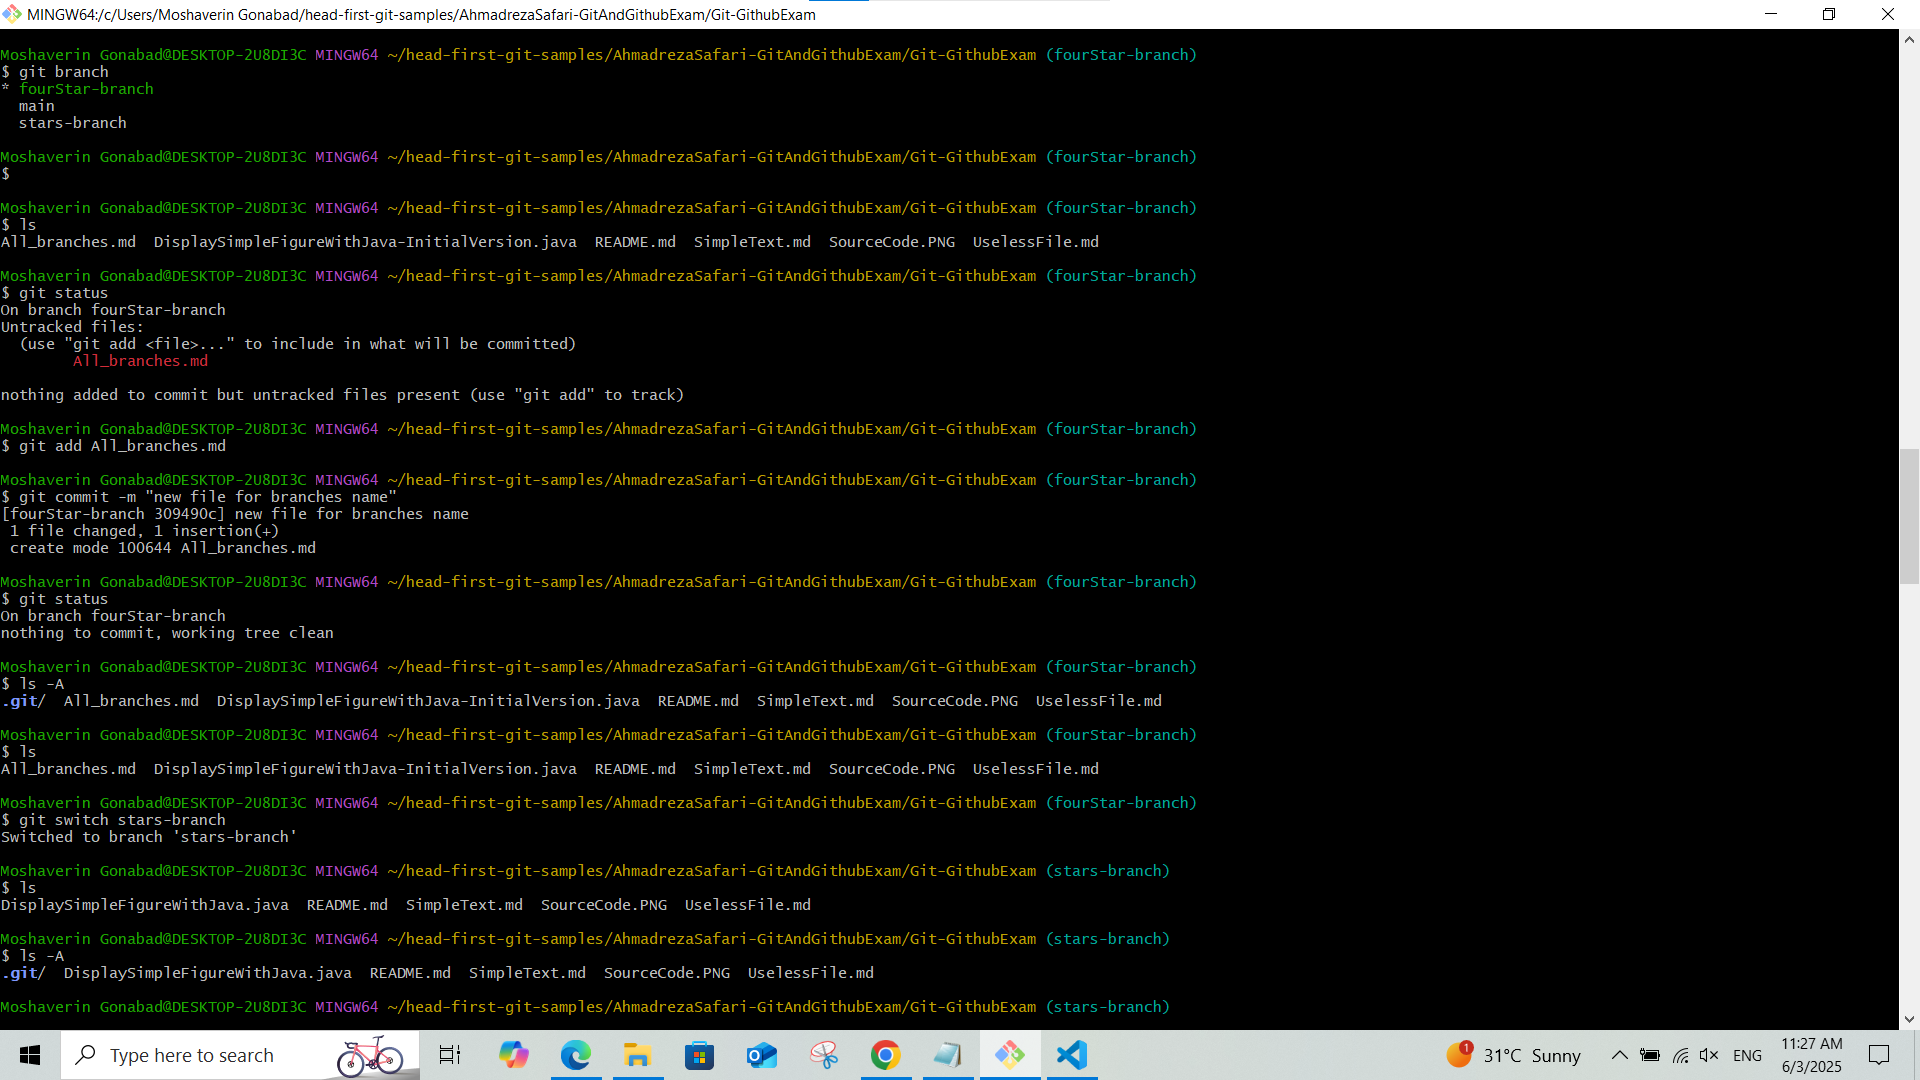 MINGW64:/c/Users/Moshaverin Gonabad/head-first-git-samples/AhmadrezaSafari-GitAndGithubExam/Git-GithubExam
Moshaverin Gonabad@DESKTOP-2U8DI3C MINGW64 ~/head-first-git-samples/AhmadrezaSafari-GitAndGithubExam/Git-GithubExam (fourStar-branch)
$ git branch
* fourStar-branch
  main
  stars-branch
Moshaverin Gonabad@DESKTOP-2U8DI3C MINGW64 ~/head-first-git-samples/AhmadrezaSafari-GitAndGithubExam/Git-GithubExam (fourStar-branch)
$
Moshaverin Gonabad@DESKTOP-2U8DI3C MINGW64 ~/head-first-git-samples/AhmadrezaSafari-GitAndGithubExam/Git-GithubExam (fourStar-branch)
$ ls
All_branches.md  DisplaySimpleFigureWithJava-InitialVersion.java  README.md  SimpleText.md  SourceCode.PNG  UselessFile.md
Moshaverin Gonabad@DESKTOP-2U8DI3C MINGW64 ~/head-first-git-samples/AhmadrezaSafari-GitAndGithubExam/Git-GithubExam (fourStar-branch)
$ git status
On branch fourStar-branch
Untracked files:
  (use "git add <file>..." to include in what will be committed)
        All_branches.md
nothing added to commit but untracked files present (use "git add" to track)
Moshaverin Gonabad@DESKTOP-2U8DI3C MINGW64 ~/head-first-git-samples/AhmadrezaSafari-GitAndGithubExam/Git-GithubExam (fourStar-branch)
$ git add All_branches.md
Moshaverin Gonabad@DESKTOP-2U8DI3C MINGW64 ~/head-first-git-samples/AhmadrezaSafari-GitAndGithubExam/Git-GithubExam (fourStar-branch)
$ git commit -m "new file for branches name"
[fourStar-branch 309490c] new file for branches name
 1 file changed, 1 insertion(+)
 create mode 100644 All_branches.md
Moshaverin Gonabad@DESKTOP-2U8DI3C MINGW64 ~/head-first-git-samples/AhmadrezaSafari-GitAndGithubExam/Git-GithubExam (fourStar-branch)
$ git status
On branch fourStar-branch
nothing to commit, working tree clean
Moshaverin Gonabad@DESKTOP-2U8DI3C MINGW64 ~/head-first-git-samples/AhmadrezaSafari-GitAndGithubExam/Git-GithubExam (fourStar-branch)
$ ls -A
.git/  All_branches.md  DisplaySimpleFigureWithJava-InitialVersion.java  README.md  SimpleText.md  SourceCode.PNG  UselessFile.md
Moshaverin Gonabad@DESKTOP-2U8DI3C MINGW64 ~/head-first-git-samples/AhmadrezaSafari-GitAndGithubExam/Git-GithubExam (fourStar-branch)
$ ls
All_branches.md  DisplaySimpleFigureWithJava-InitialVersion.java  README.md  SimpleText.md  SourceCode.PNG  UselessFile.md
Moshaverin Gonabad@DESKTOP-2U8DI3C MINGW64 ~/head-first-git-samples/AhmadrezaSafari-GitAndGithubExam/Git-GithubExam (fourStar-branch)
$ git switch stars-branch
Switched to branch 'stars-branch'
Moshaverin Gonabad@DESKTOP-2U8DI3C MINGW64 ~/head-first-git-samples/AhmadrezaSafari-GitAndGithubExam/Git-GithubExam (stars-branch)
$ ls
DisplaySimpleFigureWithJava.java  README.md  SimpleText.md  SourceCode.PNG  UselessFile.md
Moshaverin Gonabad@DESKTOP-2U8DI3C MINGW64 ~/head-first-git-samples/AhmadrezaSafari-GitAndGithubExam/Git-GithubExam (stars-branch)
$ ls -A
.git/  DisplaySimpleFigureWithJava.java  README.md  SimpleText.md  SourceCode.PNG  UselessFile.md
Moshaverin Gonabad@DESKTOP-2U8DI3C MINGW64 ~/head-first-git-samples/AhmadrezaSafari-GitAndGithubExam/Git-GithubExam (stars-branch)
Type here to search
1
31°C Sunny
ENG
11:27 AM
6/3/2025